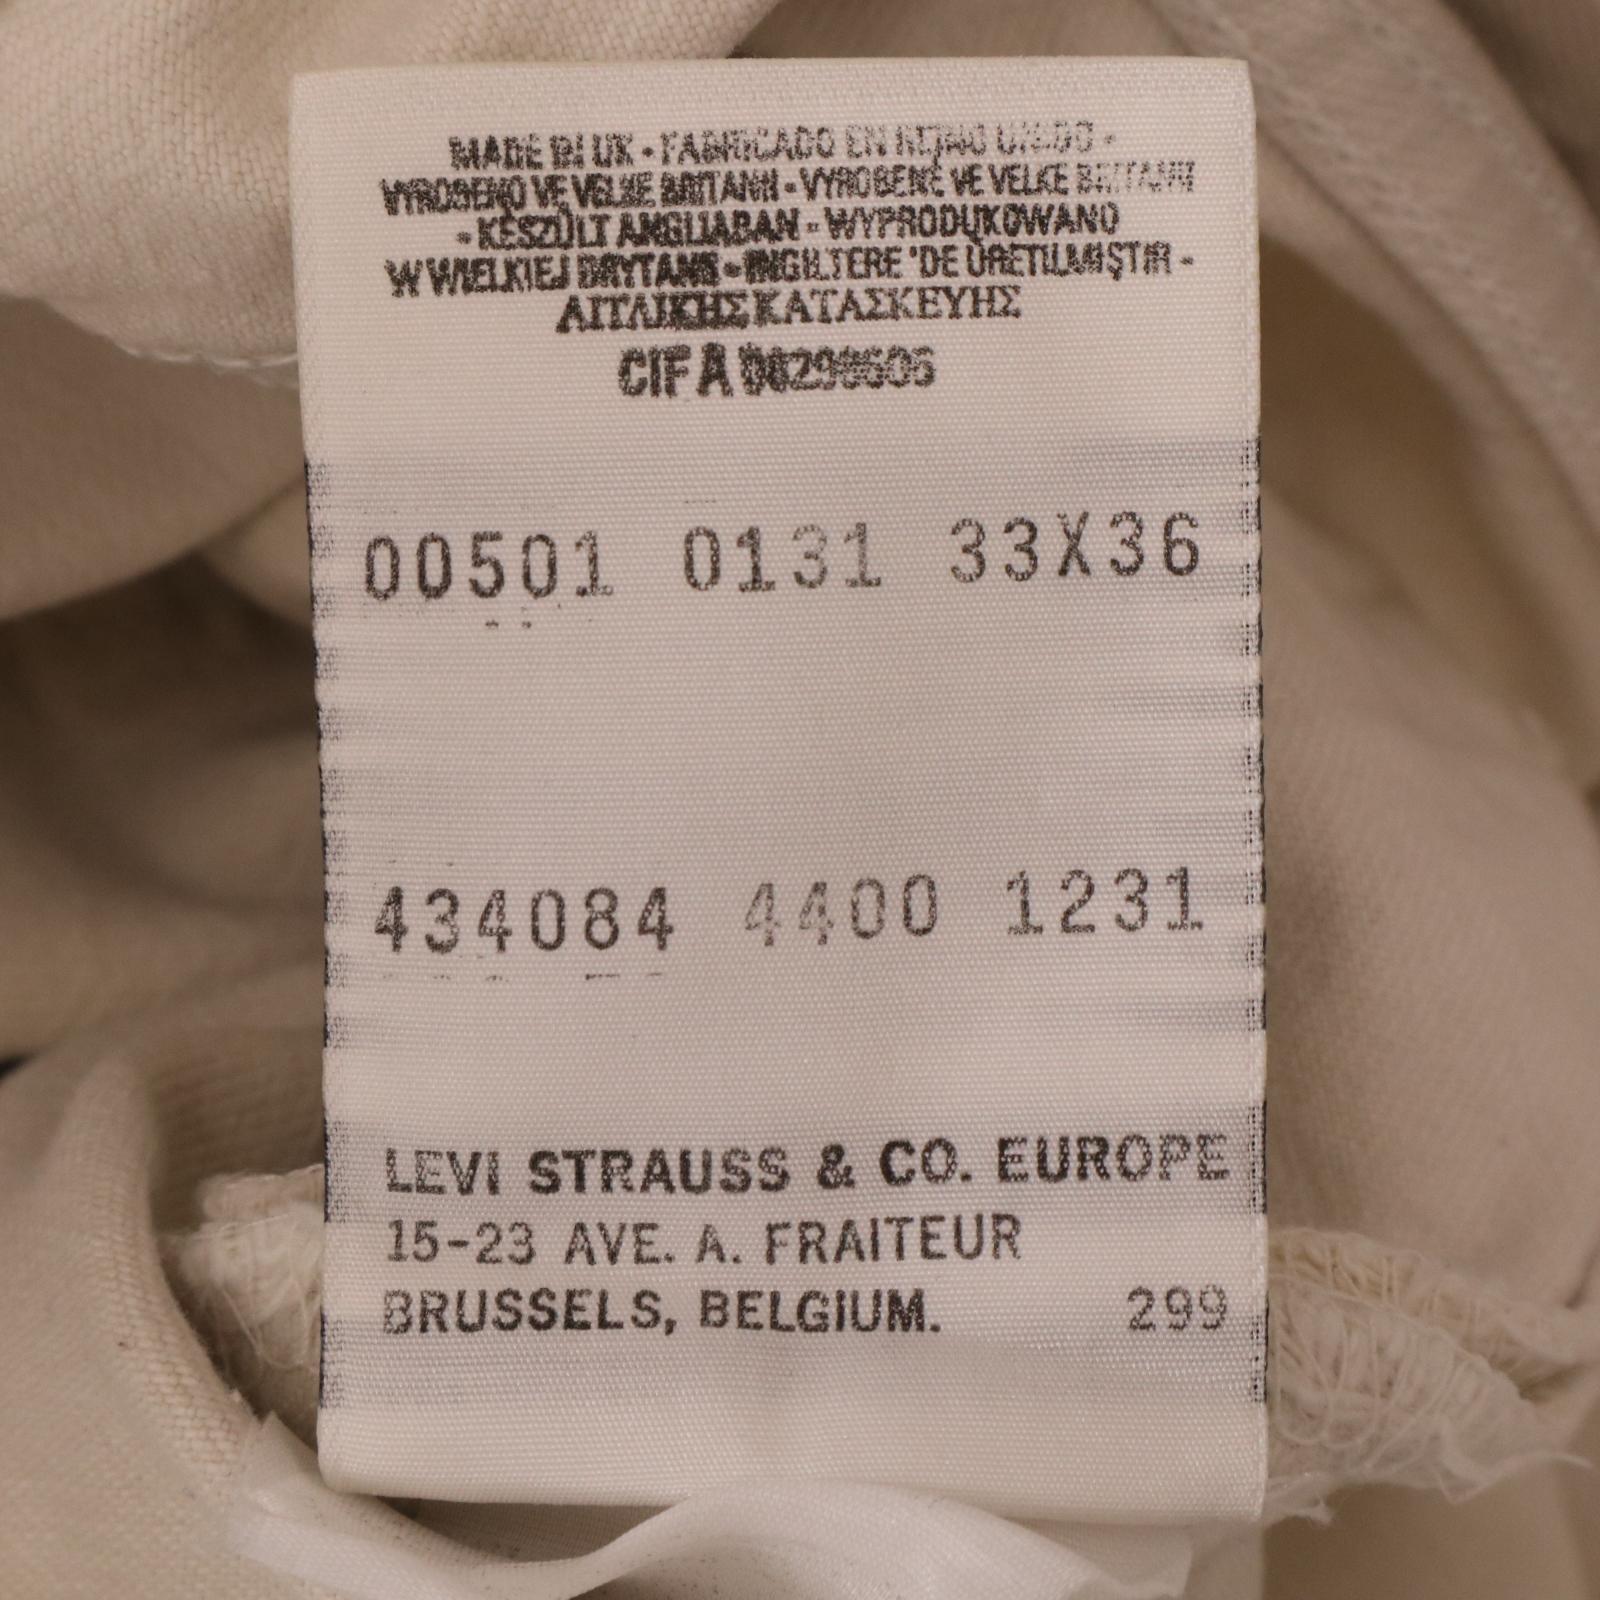 MADE IN UK · FABRICADO EN REINO UNIDO ·
VYROBENO VE VELKE BRITANII · VYROBENÉ VE VELKE BRITANII
· KÉSZÜLT ANGLIABAN · WYPRODUKOWANO
W WIELKIEJ BRYTANII · INGILTERE 'DE ÜRETILMIŞTIR -
ΑΓΓΛΙΚΗΣ ΚΑΤΑΣΚΕΥΗΣ
CIF A
00501 0131 33X36
434084 4400 1231
LEVI STRAUSS & CO. EUROPE
15-23 AVE. A. FRAITEUR
BRUSSELS, BELGIUM. 299